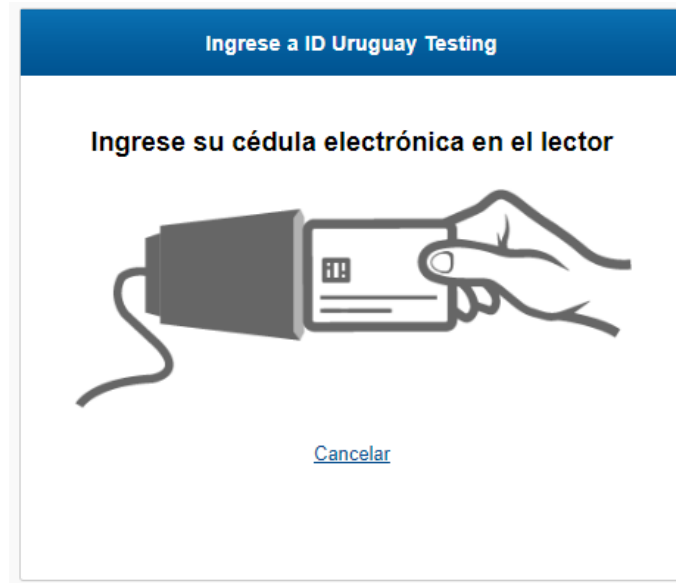 Ingrese a ID Uruguay Testing
Ingrese su cédula electrónica en el lector
Cancelar